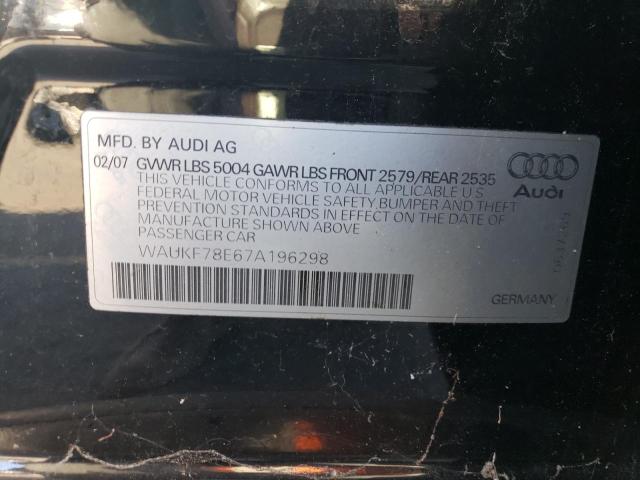 MFD. BY AUDI AG
02/07 GVWR LBS 5004 GAWR LBS FRONT 2579/REAR 2535
THIS VEHICLE CONFORMS TO ALL APPLICABLE U S
FEDERAL MOTOR VEHICLE SAFETY, BUMPER AND THEFT
PREVENTION STANDARDS IN EFFECT ON THE DATE OF
MANUFACTURE SHOWN ABOVE
PASSENGER CAR
WAUKF78E67A196298
Audi
GERMANY